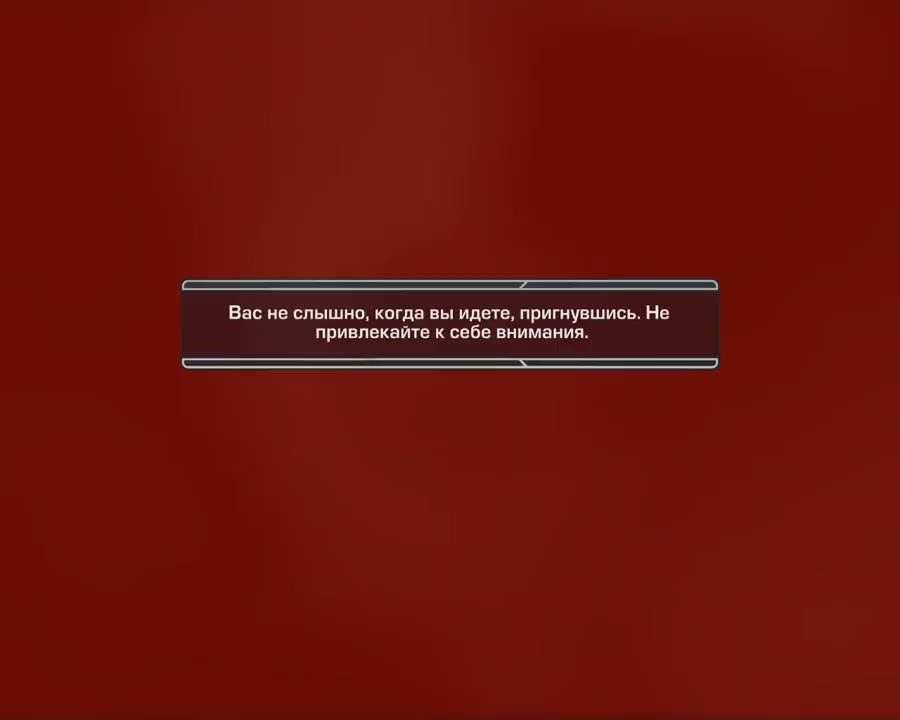 Вас не слышно, когда вы идете, пригнувшись. Не
привлекайте к себе внимания.